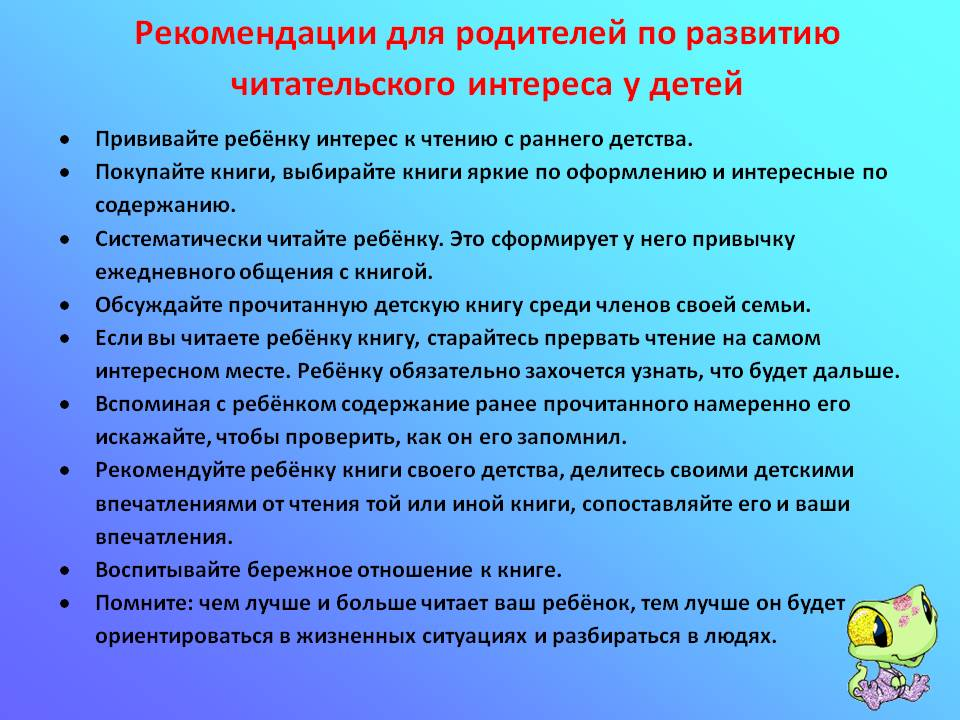 Рекомендации для родителей по развитию
читательского интереса у детей
• Прививайте ребёнку интерес к чтению с раннего детства.
• Покупайте книги, выбирайте книги яркие по оформлению и интересные по
содержанию.
• Систематически читайте ребёнку. Это сформирует у него привычку
ежедневного общения с книгой.
• Обсуждайте прочитанную детскую книгу среди членов своей семьи.
• Если вы читаете ребёнку книгу, старайтесь прервать чтение на самом
интересном месте. Ребёнку обязательно захочется узнать, что будет дальше.
• Вспоминая с ребёнком содержание ранее прочитанного намеренно его
искажайте, чтобы проверить, как он его запомнил.
• Рекомендуйте ребёнку книги своего детства, делитесь своими детскими
впечатлениями от чтения той или иной книги, сопоставляйте его и ваши
впечатления.
• Воспитывайте бережное отношение к книге.
• Помните: чем лучше и больше читает ваш ребёнок, тем лучше он будет
ориентироваться в жизненных ситуациях и разбираться в людях.